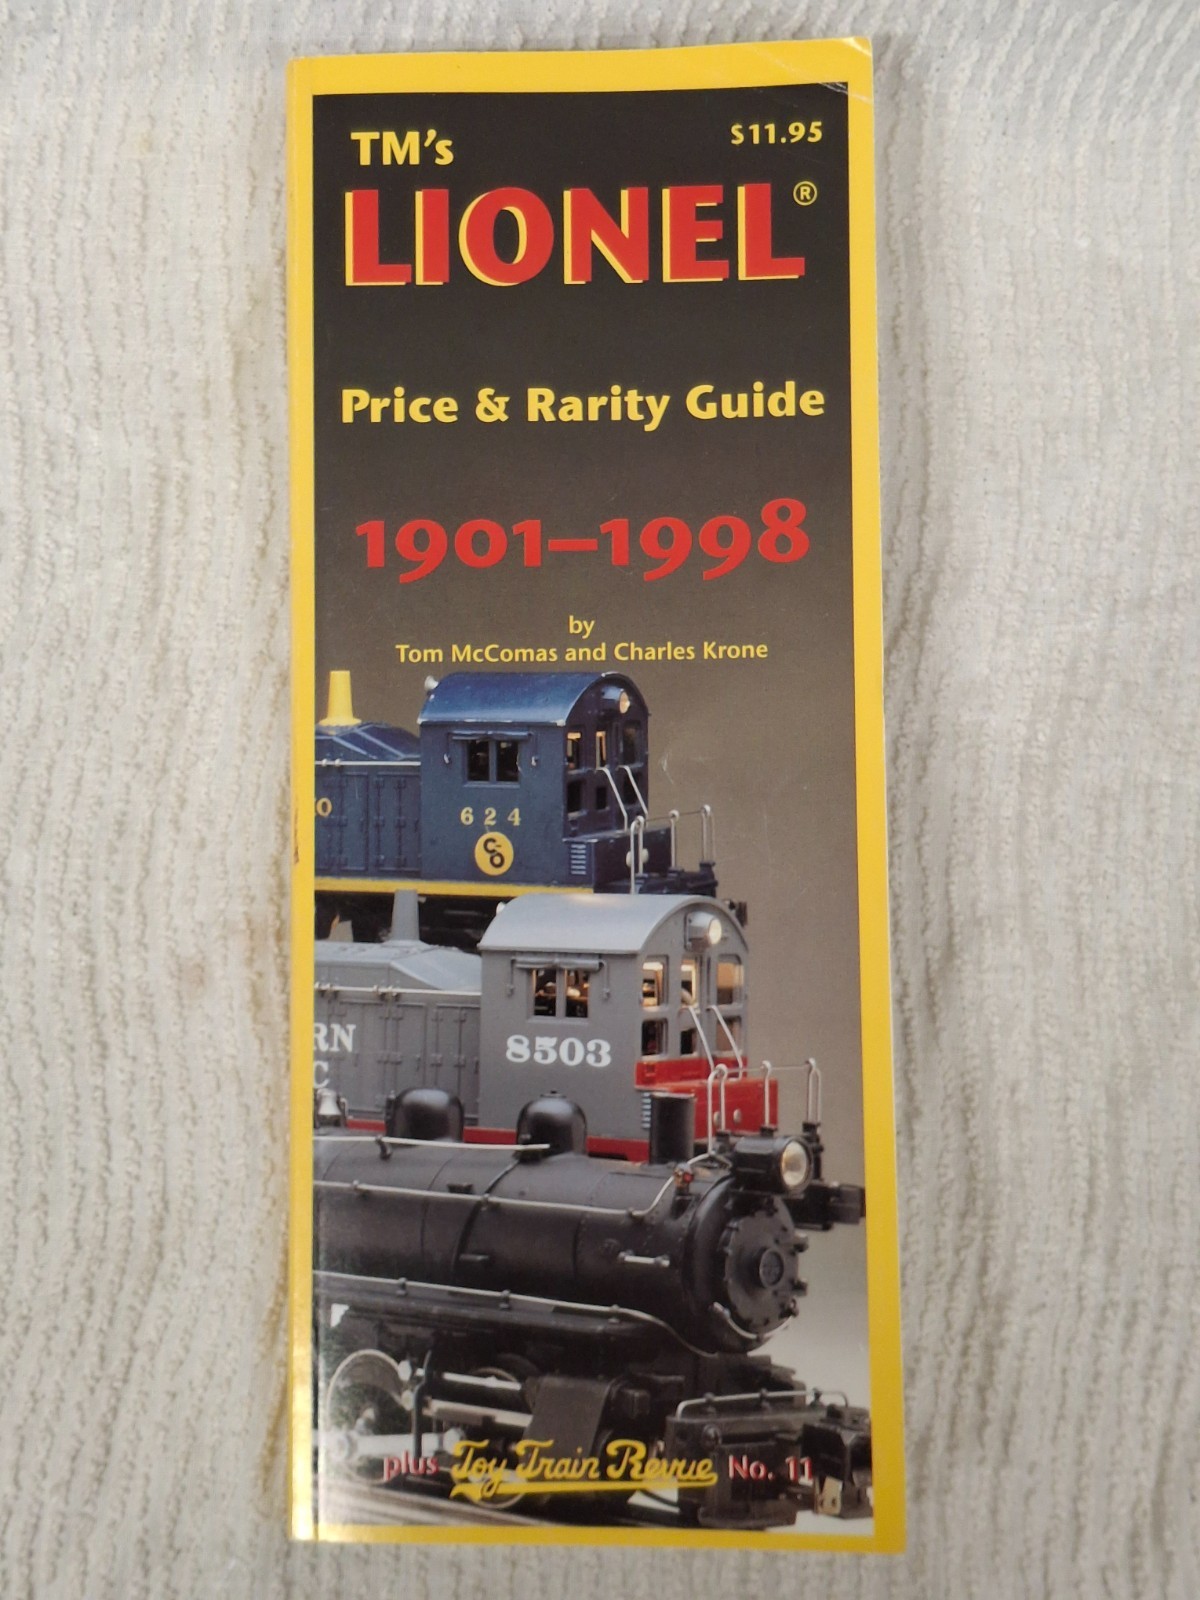 TM's
$11.95
LIONEL®
Price & Rarity Guide
1901–1998
by
Tom McComas and Charles Krone
O
624
C&O
8503
RN
C
plus Toy Train Revue No. 11